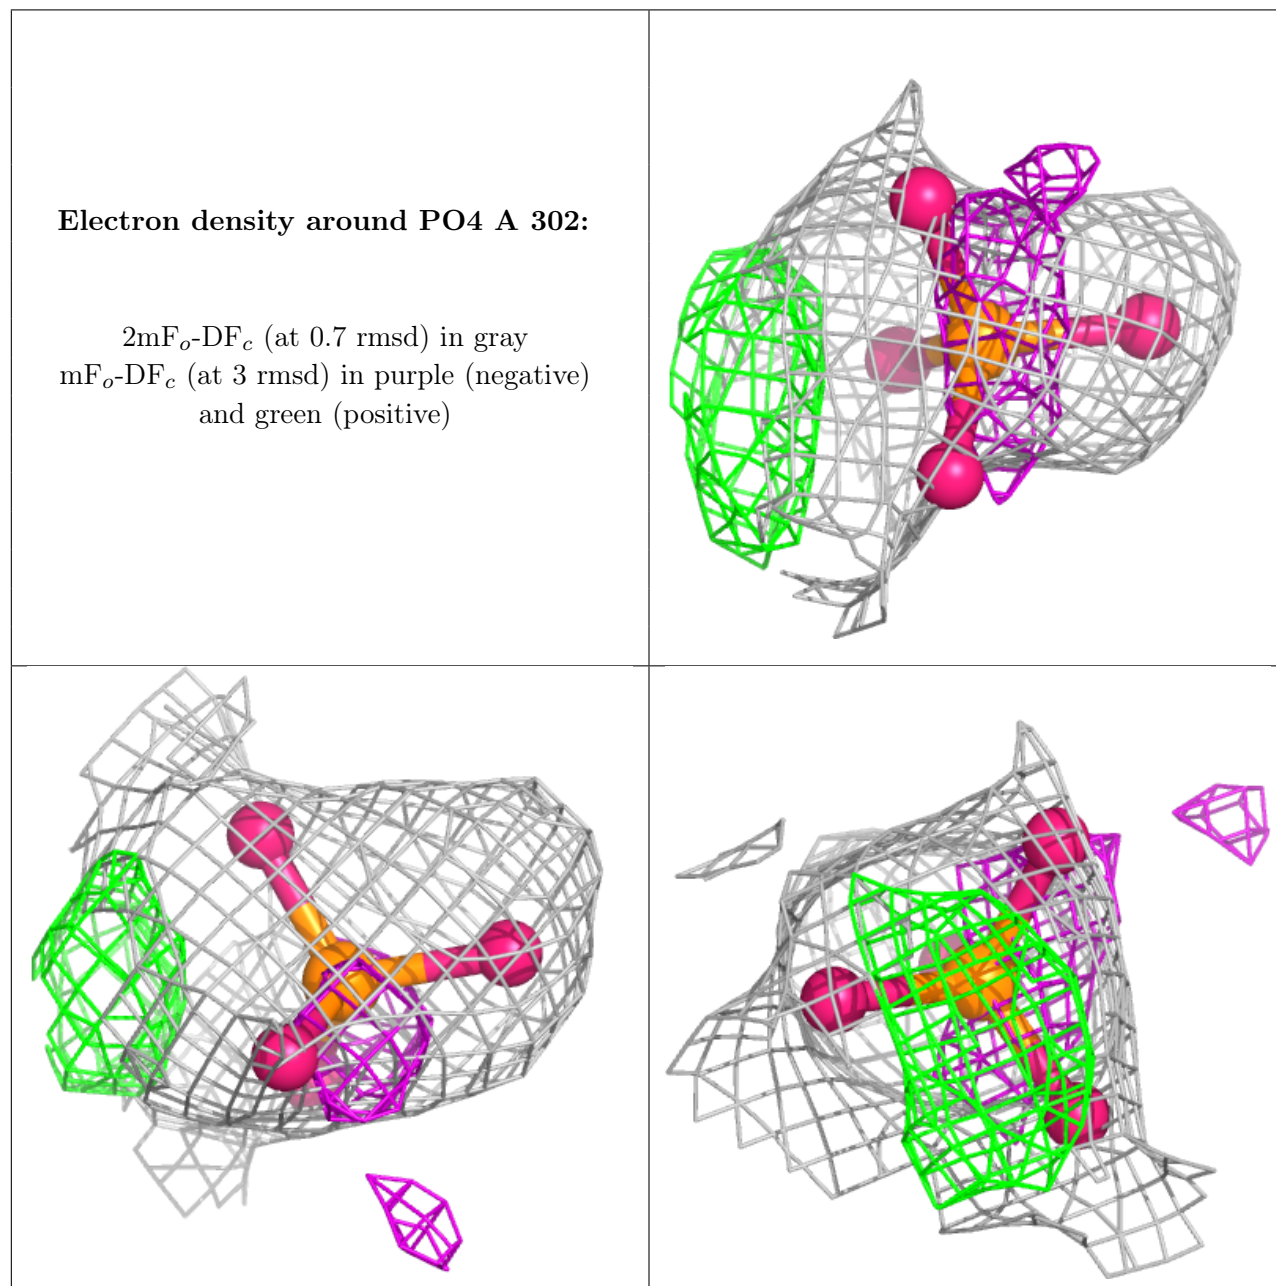 Electron density around PO4 A 302:
2mFo-DFc (at 0.7 rmsd) in gray
mFo-DFc (at 3 rmsd) in purple (negative)
and green (positive)